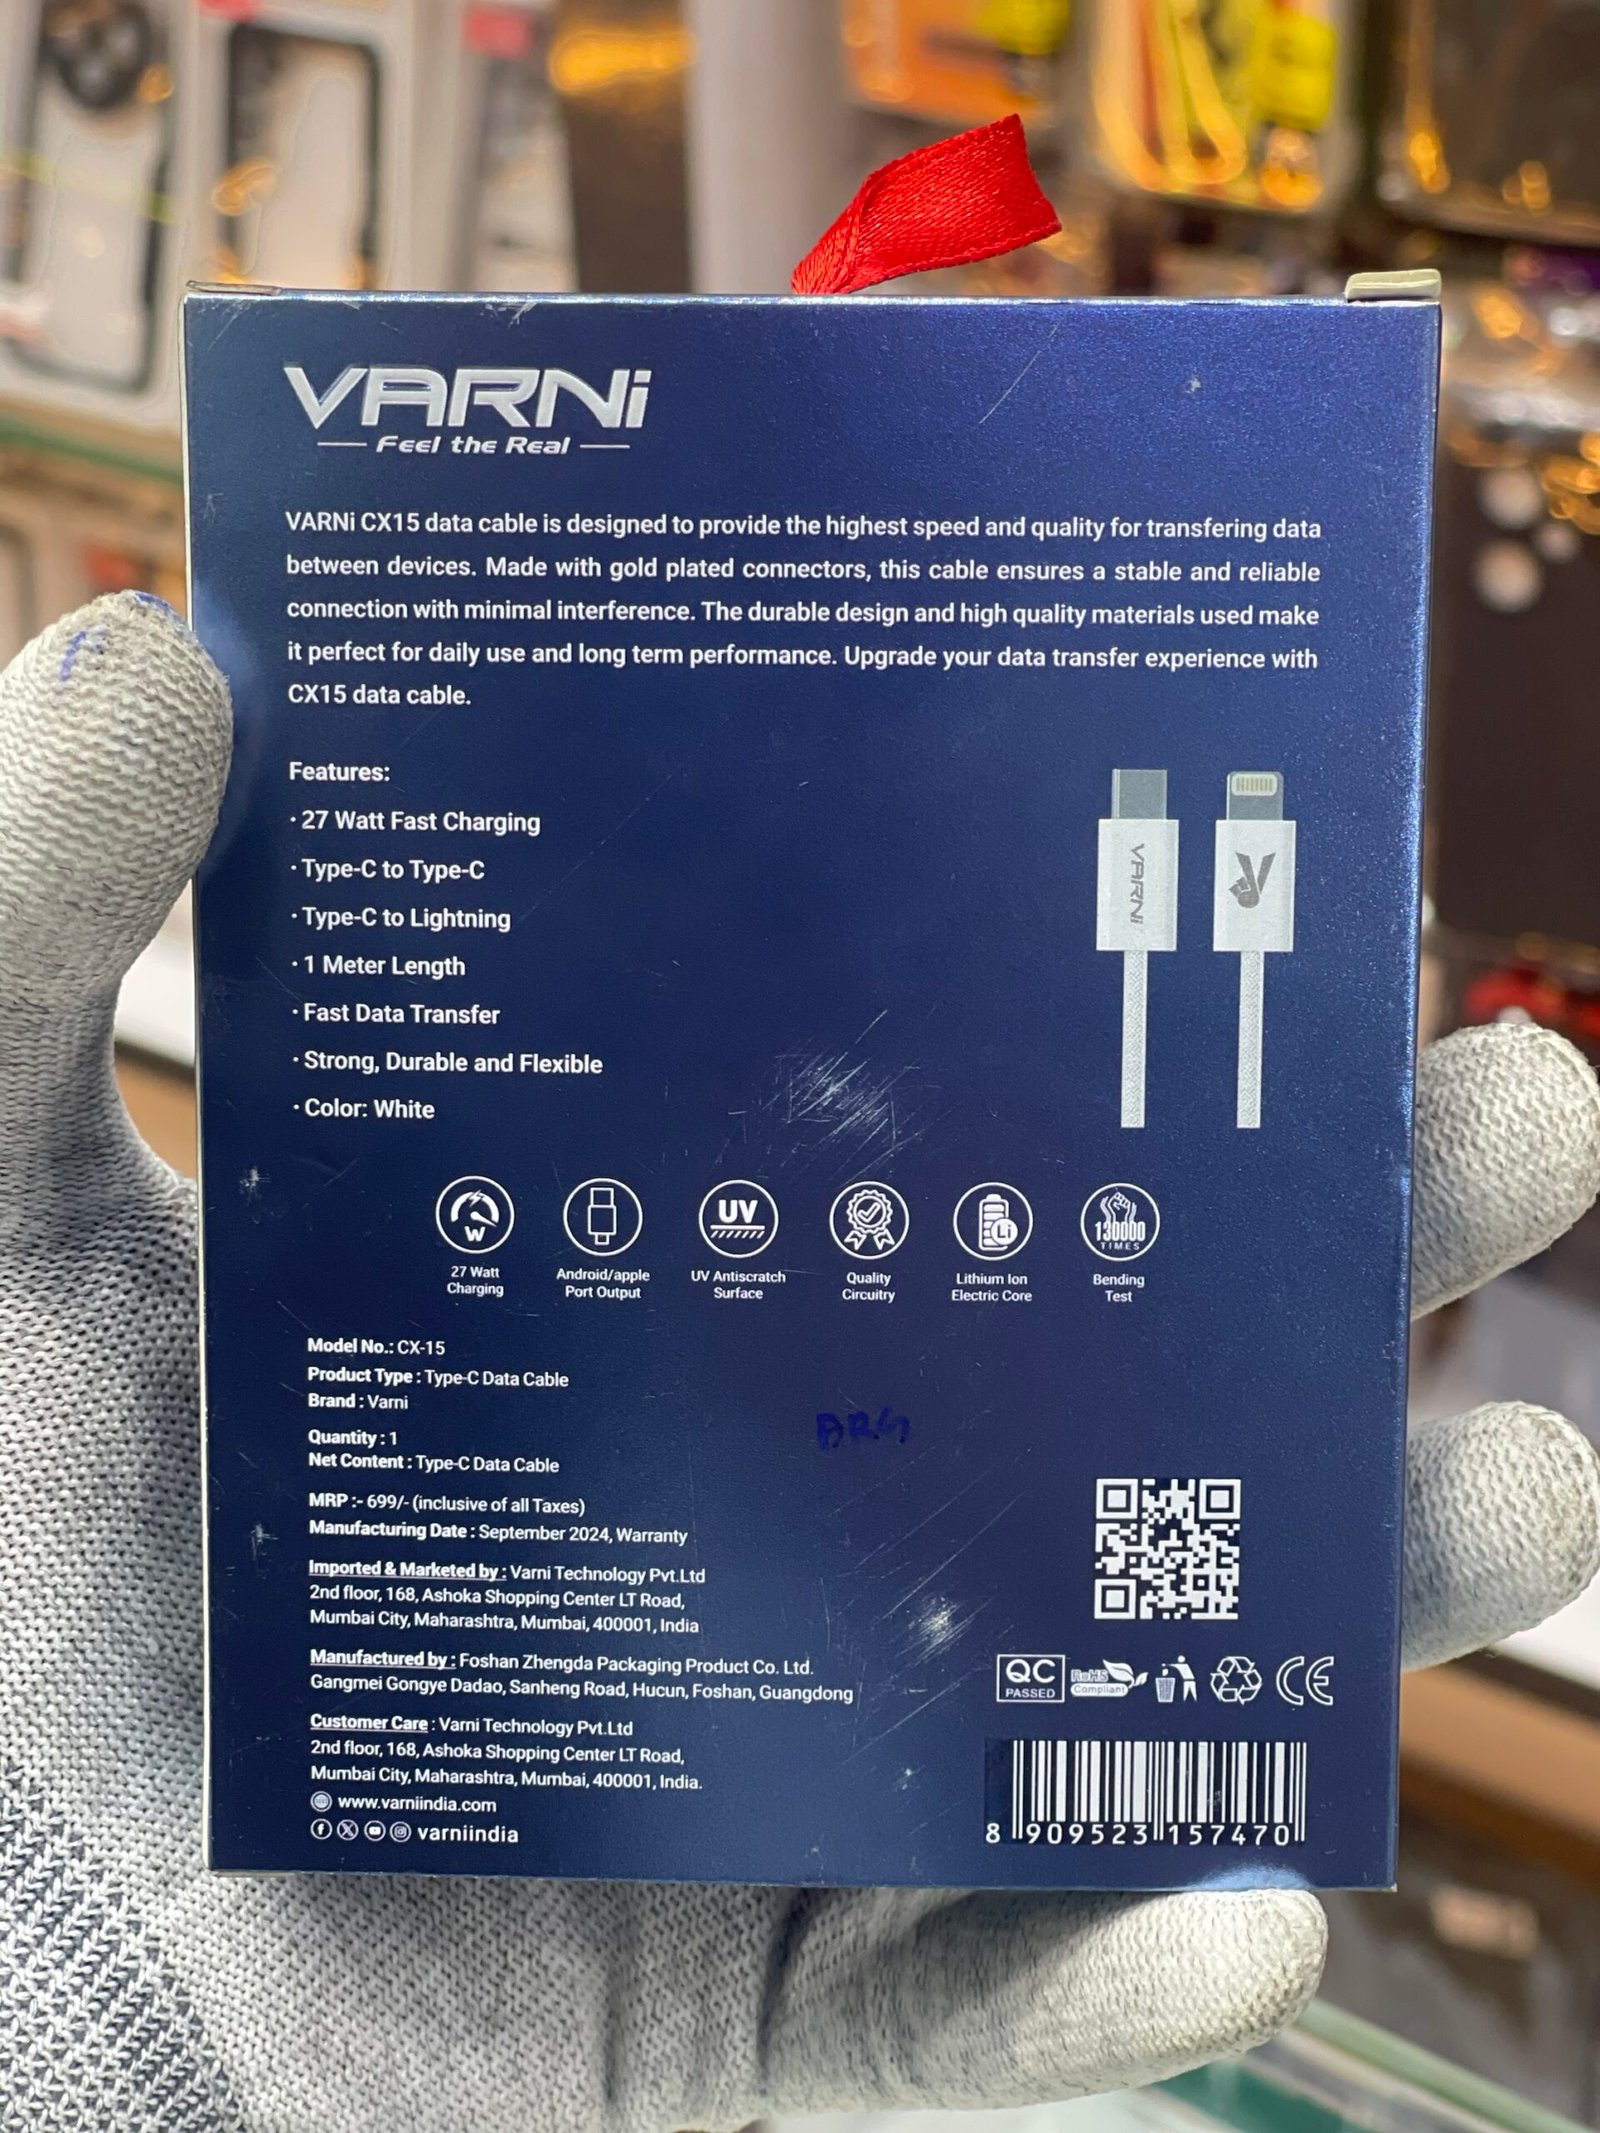 VARNi
Feel the Real
VARNi CX15 data cable is designed to provide the highest speed and quality for transfering data
between devices. Made with gold plated connectors, this cable ensures a stable and reliable
connection with minimal interference. The durable design and high quality materials used make
it perfect for daily use and long term performance. Upgrade your data transfer experience with
CX15 data cable.
Features:
· 27 Watt Fast Charging
· Type-C to Type-C
· Type-C to Lightning
· 1 Meter Length
· Fast Data Transfer
· Strong, Durable and Flexible
· Color: White
VARNi
W
UV
Li
130000
TIMES
27 Watt
Charging
Android/apple
Port Output
UV Antiscratch
Surface
Quality
Circuitry
Lithium Ion
Electric Core
Bending
Test
Model No.: CX-15
Product Type : Type-C Data Cable
Brand : Varni
Quantity : 1
Net Content : Type-C Data Cable
MRP :- 699/- (inclusive of all Taxes)
Manufacturing Date : September 2024, Warranty
Imported & Marketed by : Varni Technology Pvt.Ltd
2nd floor, 168, Ashoka Shopping Center LT Road,
Mumbai City, Maharashtra, Mumbai, 400001, India
Manufactured by : Foshan Zhengda Packaging Product Co. Ltd.
Gangmei Gongye Dadao, Sanheng Road, Hucun, Foshan, Guangdong
Customer Care : Varni Technology Pvt.Ltd
2nd floor, 168, Ashoka Shopping Center LT Road,
Mumbai City, Maharashtra, Mumbai, 400001, India.
www.varniindia.com
varniindia
QC
PASSED
RoHS
Compliant
CE
8 909523 157470